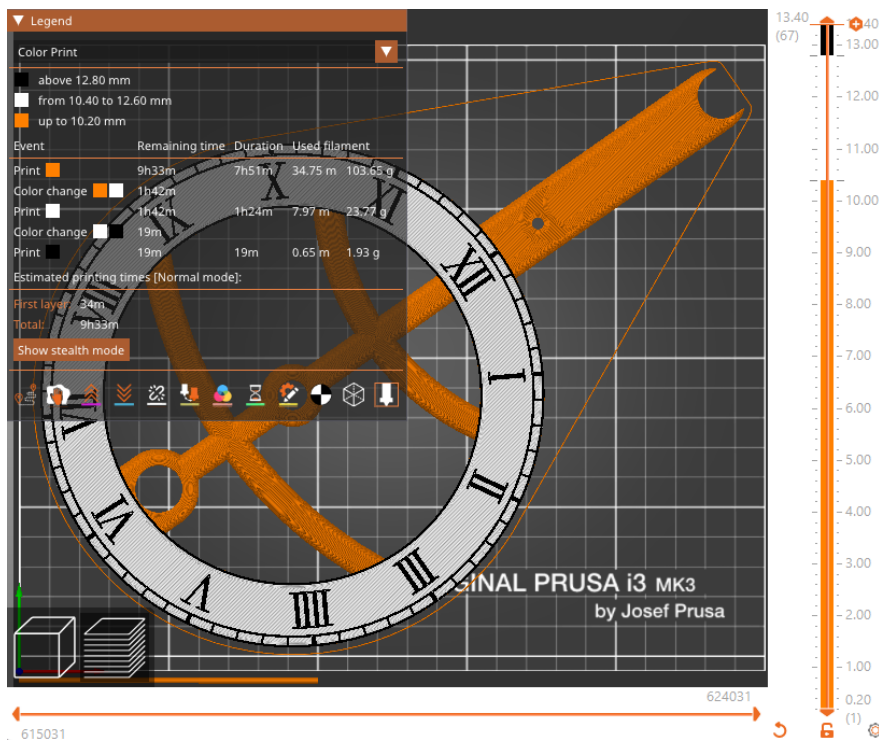 Legend
Color Print
above 12.80 mm
from 10.40 to 12.60 mm
up to 10.20 mm
Event Remaining time Duration Used filament
Print 9h33m 7h51m 34.75 m 103.65 g
Color change 1h42m
Print 1h42m 1h24m 7.97 m 23.77 g
Color change 19m
Print 19m 19m 0.65 m 1.93 g
Estimated printing times [Normal mode]:
First layer: 34m
Total: 9h33m
Show stealth mode
X
XI
XII
I
II
III
IIII
V
VI
VII
VIII
IX
GINAL PRUSA i3 MK3
by Josef Prusa
13.40
(67)
13.00
12.00
11.00
10.00
9.00
8.00
7.00
6.00
5.00
4.00
3.00
2.00
1.00
0.20
(1)
624031
615031